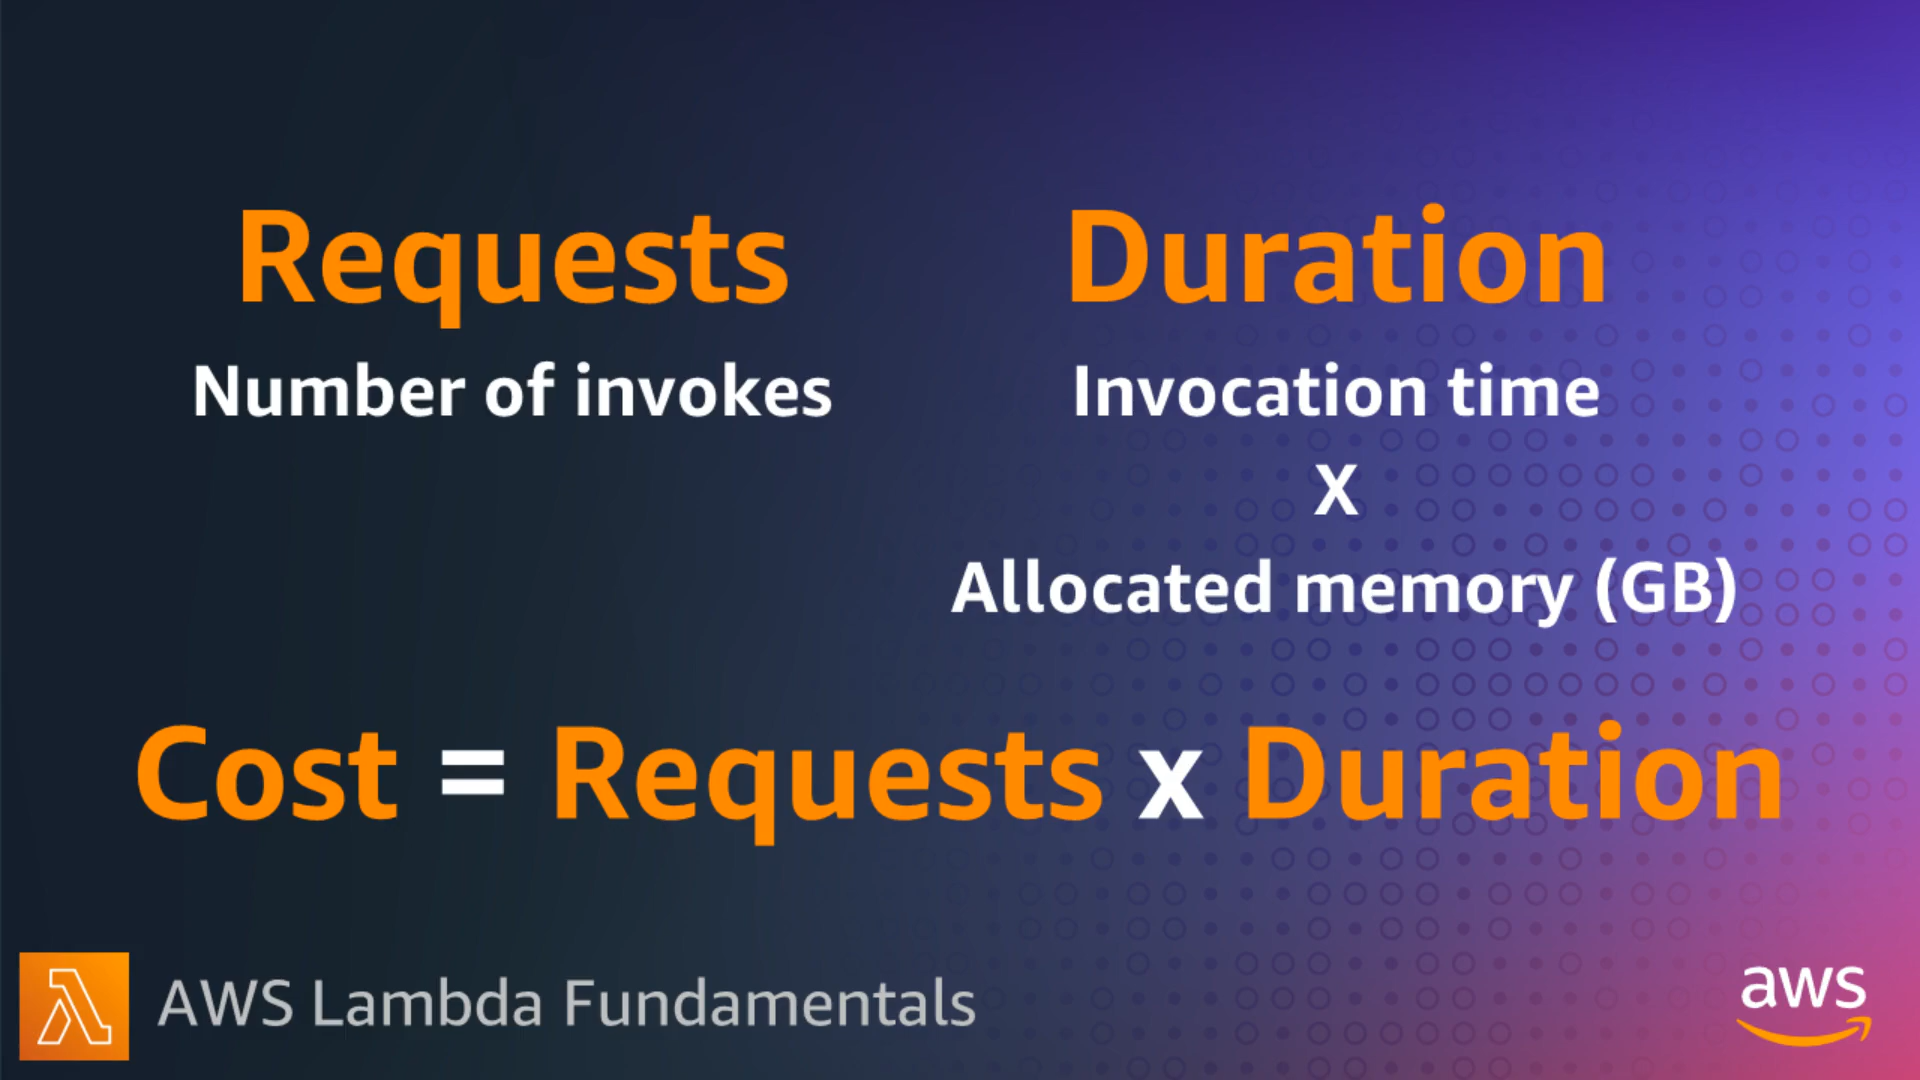 Requests
Number of invokes
Duration
Invocation time
X
Allocated memory (GB)
Cost = Requests x Duration
AWS Lambda Fundamentals
aws